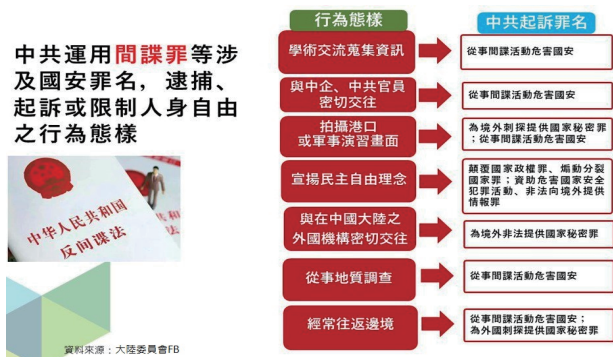 中共運用間諜罪等涉
及國安罪名，逮捕、
起訴或限制人身自由
之行為態樣
中华人民共和国
反间谍法
資料來源：大陸委員會FB
行為態樣
中共起訴罪名
學術交流蒐集資訊
從事間諜活動危害國安
與中企、中共官員
密切交往
從事間諜活動危害國安
拍攝港口
或軍事演習畫面
為境外刺探提供國家秘密罪
；從事間諜活動危害國安
宣揚民主自由理念
顛覆國家政權罪、煽動分裂
國家罪；資助危害國家安全
犯罪活動、非法向境外提供
情報罪
與在中國大陸之
外國機構密切交往
為境外非法提供國家秘密罪
從事地質調查
從事間諜活動危害國安
經常往返邊境
從事間諜活動危害國安；
為外國刺探提供國家秘密罪